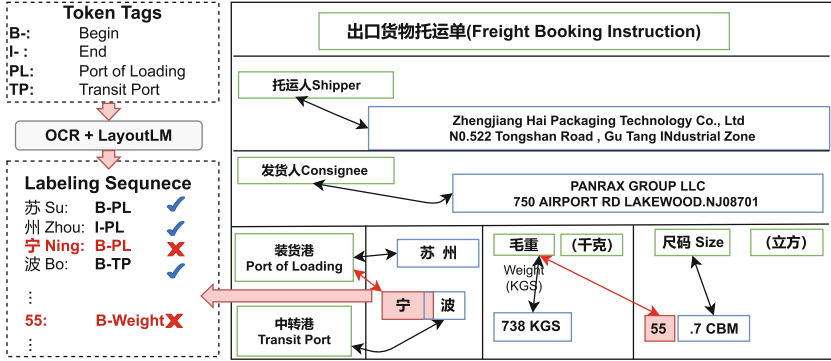 Token Tags
B-: Begin
I- : End
PL: Port of Loading
TP: Transit Port
OCR + LayoutLM
Labeling Sequnece
苏 Su: B-PL
州 Zhou: I-PL
宁 Ning: B-PL
波 Bo: B-TP
⋮
55: B-Weight
⋮
出口货物托运单(Freight Booking Instruction)
托运人Shipper
Zhengjiang Hai Packaging Technology Co., Ltd
N0.522 Tongshan Road , Gu Tang INdustrial Zone
发货人Consignee
PANRAX GROUP LLC
750 AIRPORT RD LAKEWOOD.NJ08701
装货港
Port of Loading
苏 州
宁 波
中转港
Transit Port
毛重 (千克)
Weight
(KGS)
738 KGS
尺码 Size (立方)
55 .7 CBM